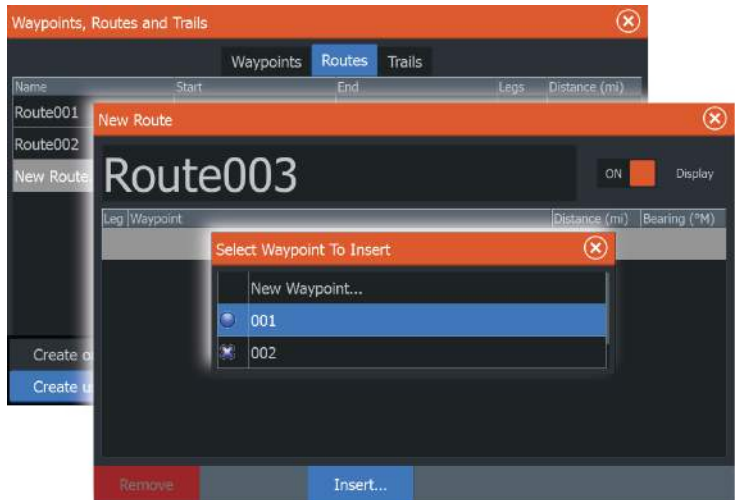 Waypoints, Routes and Trails
Waypoints Routes Trails
Name Start End Legs Distance (mi)
Route001
Route002
New Route
New Route
Route003
ON Display
Leg Waypoint Distance (mi) Bearing (°M)
Select Waypoint To Insert
New Waypoint...
001
002
Create
Create
Remove
Insert...